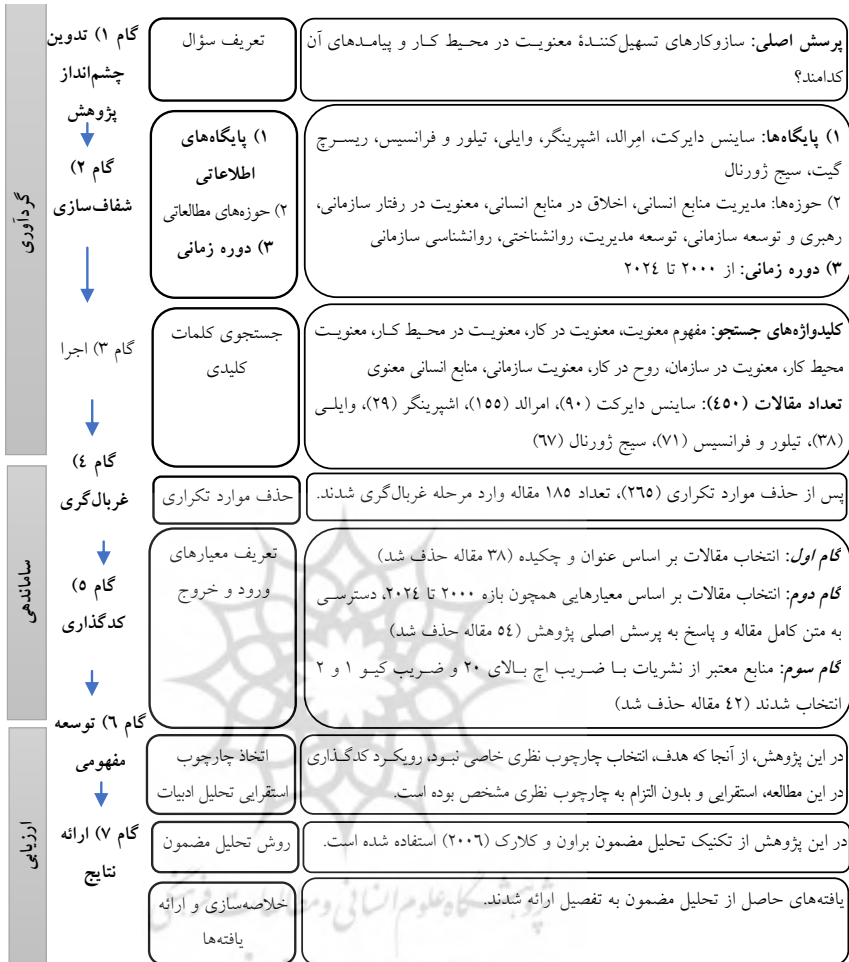 گردآوری
گام ۱) تدوین
چشم‌انداز
پژوهش
تعریف سؤال
پرسش اصلی: سازوکارهای تسهیل‌کنندۀ معنویت در محیط کار و پیامدهای آن
کدامند؟
گام ۲)
شفاف‌سازی
۱) پایگاه‌های
اطلاعاتی
۲) حوزه‌های مطالعاتی
۳) دوره زمانی
۱) پایگاه‌ها: ساینس دایرکت، امِرالد، اشپرینگر، وایلی، تیلور و فرانسیس، ریسرچ
گیت، سیج ژورنال
۲) حوزه‌ها: مدیریت منابع انسانی، اخلاق در منابع انسانی، معنویت در رفتار سازمانی،
رهبری و توسعه سازمانی، توسعه مدیریت، روانشناختی، روانشناسی سازمانی
۳) دوره زمانی: از ۲۰۰۰ تا ۲۰۲۴
گام ۳) اجرا
جستجوی کلمات
کلیدی
کلیدواژه‌های جستجو: مفهوم معنویت، معنویت در کار، معنویت در محیط کار، معنویت
محیط کار، معنویت در سازمان، روح در کار، معنویت سازمانی، منابع انسانی معنوی
تعداد مقالات (۴۵۰): ساینس دایرکت (۹۰)، امرالد (۱۵۵)، اشپرینگر (۲۹)، وایلی
(۳۸)، تیلور و فرانسیس (۷۱)، سیج ژورنال (۶۷)
ساماندهی
گام ۴)
غربال‌گری
حذف موارد تکراری
پس از حذف موارد تکراری (۲۶۵)، تعداد ۱۸۵ مقاله وارد مرحله غربال‌گری شدند.
گام ۵)
کدگذاری
تعریف معیارهای
ورود و خروج
گام اول: انتخاب مقالات بر اساس عنوان و چکیده (۳۸ مقاله حذف شد)
گام دوم: انتخاب مقالات بر اساس معیارهایی همچون بازه ۲۰۰۰ تا ۲۰۲۴، دسترسی
به متن کامل مقاله و پاسخ به پرسش اصلی پژوهش (۵۴ مقاله حذف شد)
گام سوم: منابع معتبر از نشریات با ضریب اچ بالای ۲۰ و ضریب کیو ۱ و ۲
انتخاب شدند (۴۲ مقاله حذف شد)
ارزیابی
گام ۶) توسعه
مفهومی
اتخاذ چارچوب
استقرایی تحلیل ادبیات
در این پژوهش، از آنجا که هدف، انتخاب چارچوب نظری خاصی نبود، رویکرد کدگذاری
در این مطالعه، استقرایی و بدون التزام به چارچوب نظری مشخص بوده است.
گام ۷) ارائه
نتایج
روش تحلیل مضمون
در این پژوهش از تکنیک تحلیل مضمون براون و کلارک (۲۰۰۶) استفاده شده است.
خلاصه‌سازی و ارائه
یافته‌ها
یافته‌های حاصل از تحلیل مضمون به تفصیل ارائه شدند.
پژوهشگاه علوم انسانی و مطالعات فرهنگی